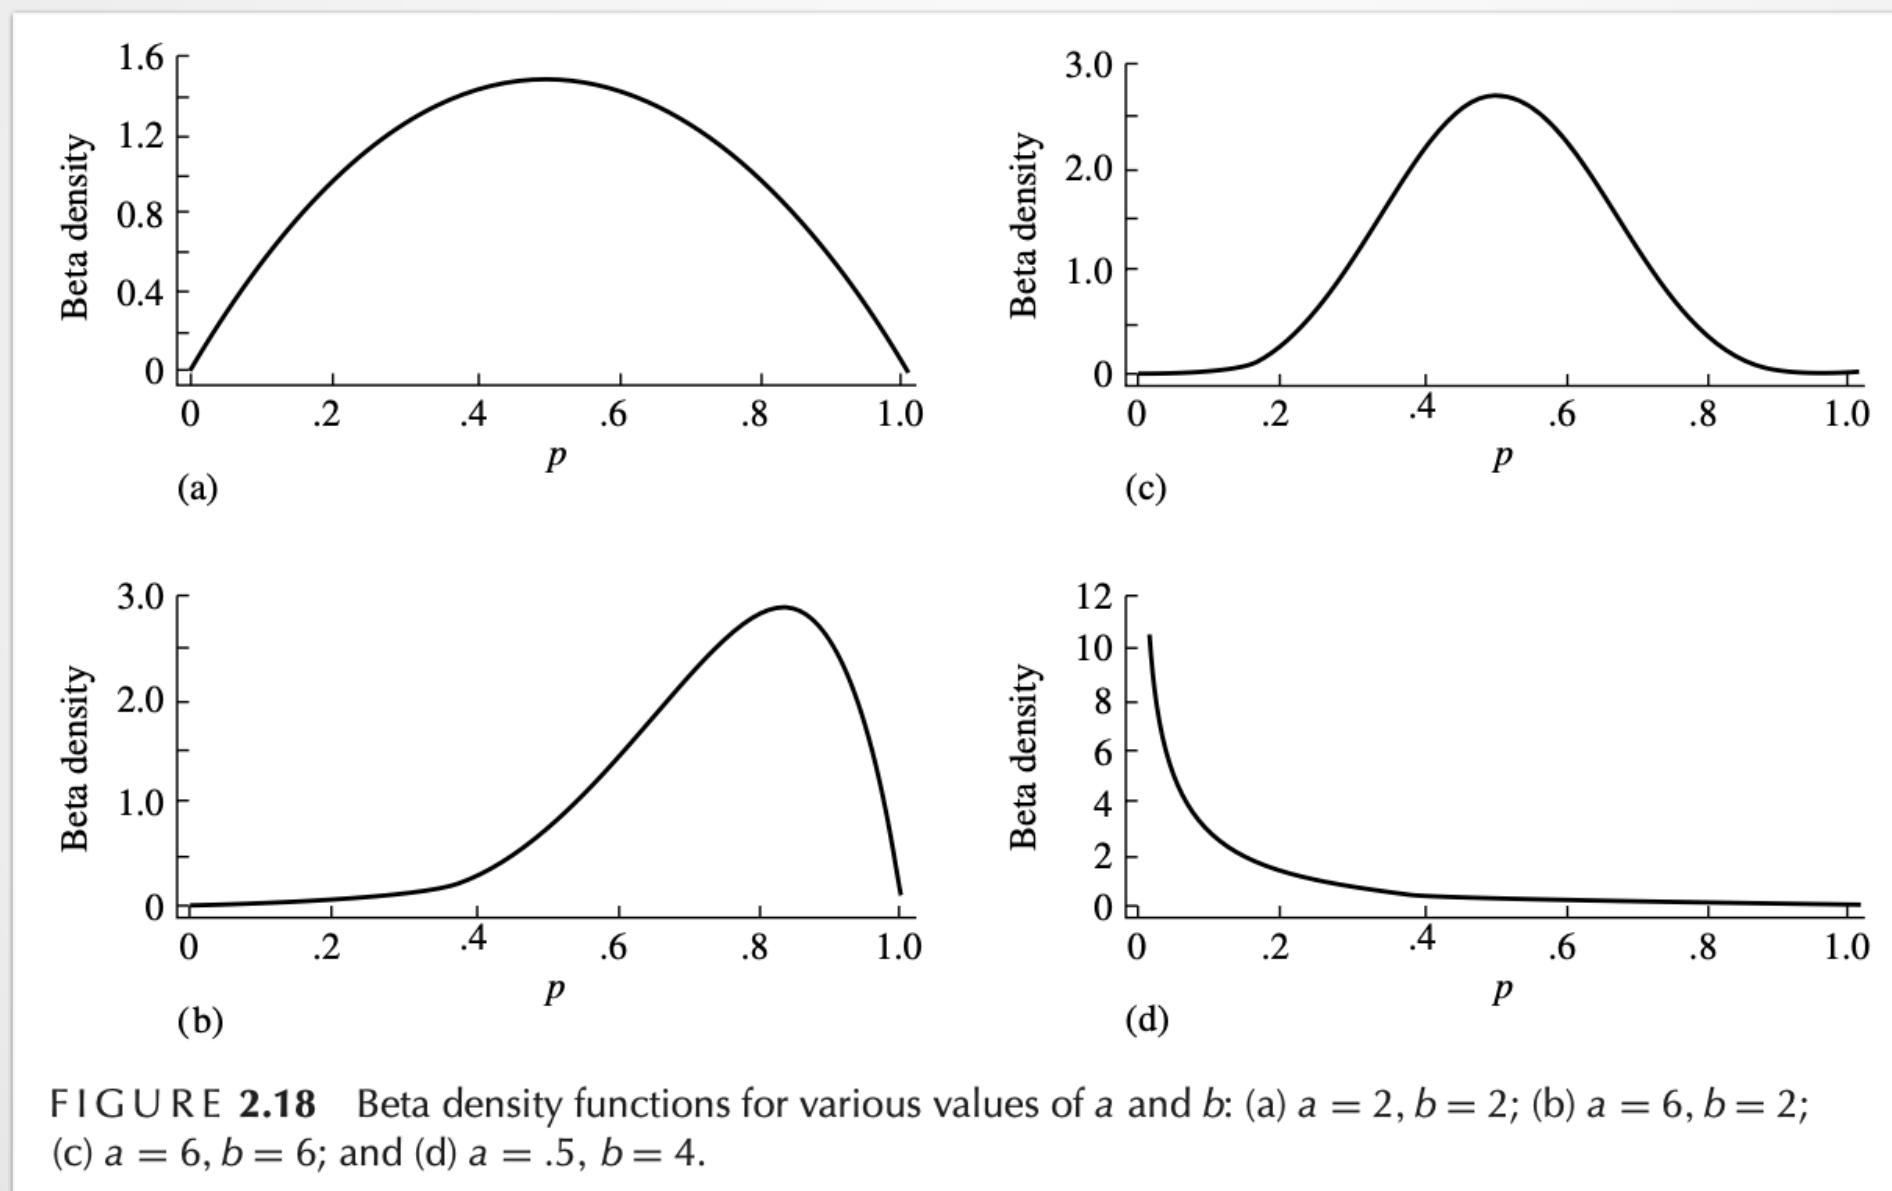 1.6
1.2
0.8
0.4
0
Beta density
0 .2 .4 .6 .8 1.0
p
(a)
3.0
2.0
1.0
0
Beta density
0 .2 .4 .6 .8 1.0
p
(c)
3.0
2.0
1.0
0
Beta density
0 .2 .4 .6 .8 1.0
p
(b)
12
10
8
6
4
2
0
Beta density
0 .2 .4 .6 .8 1.0
p
(d)
FIGURE 2.18 Beta density functions for various values of a and b: (a) a = 2, b = 2; (b) a = 6, b = 2;
(c) a = 6, b = 6; and (d) a = .5, b = 4.